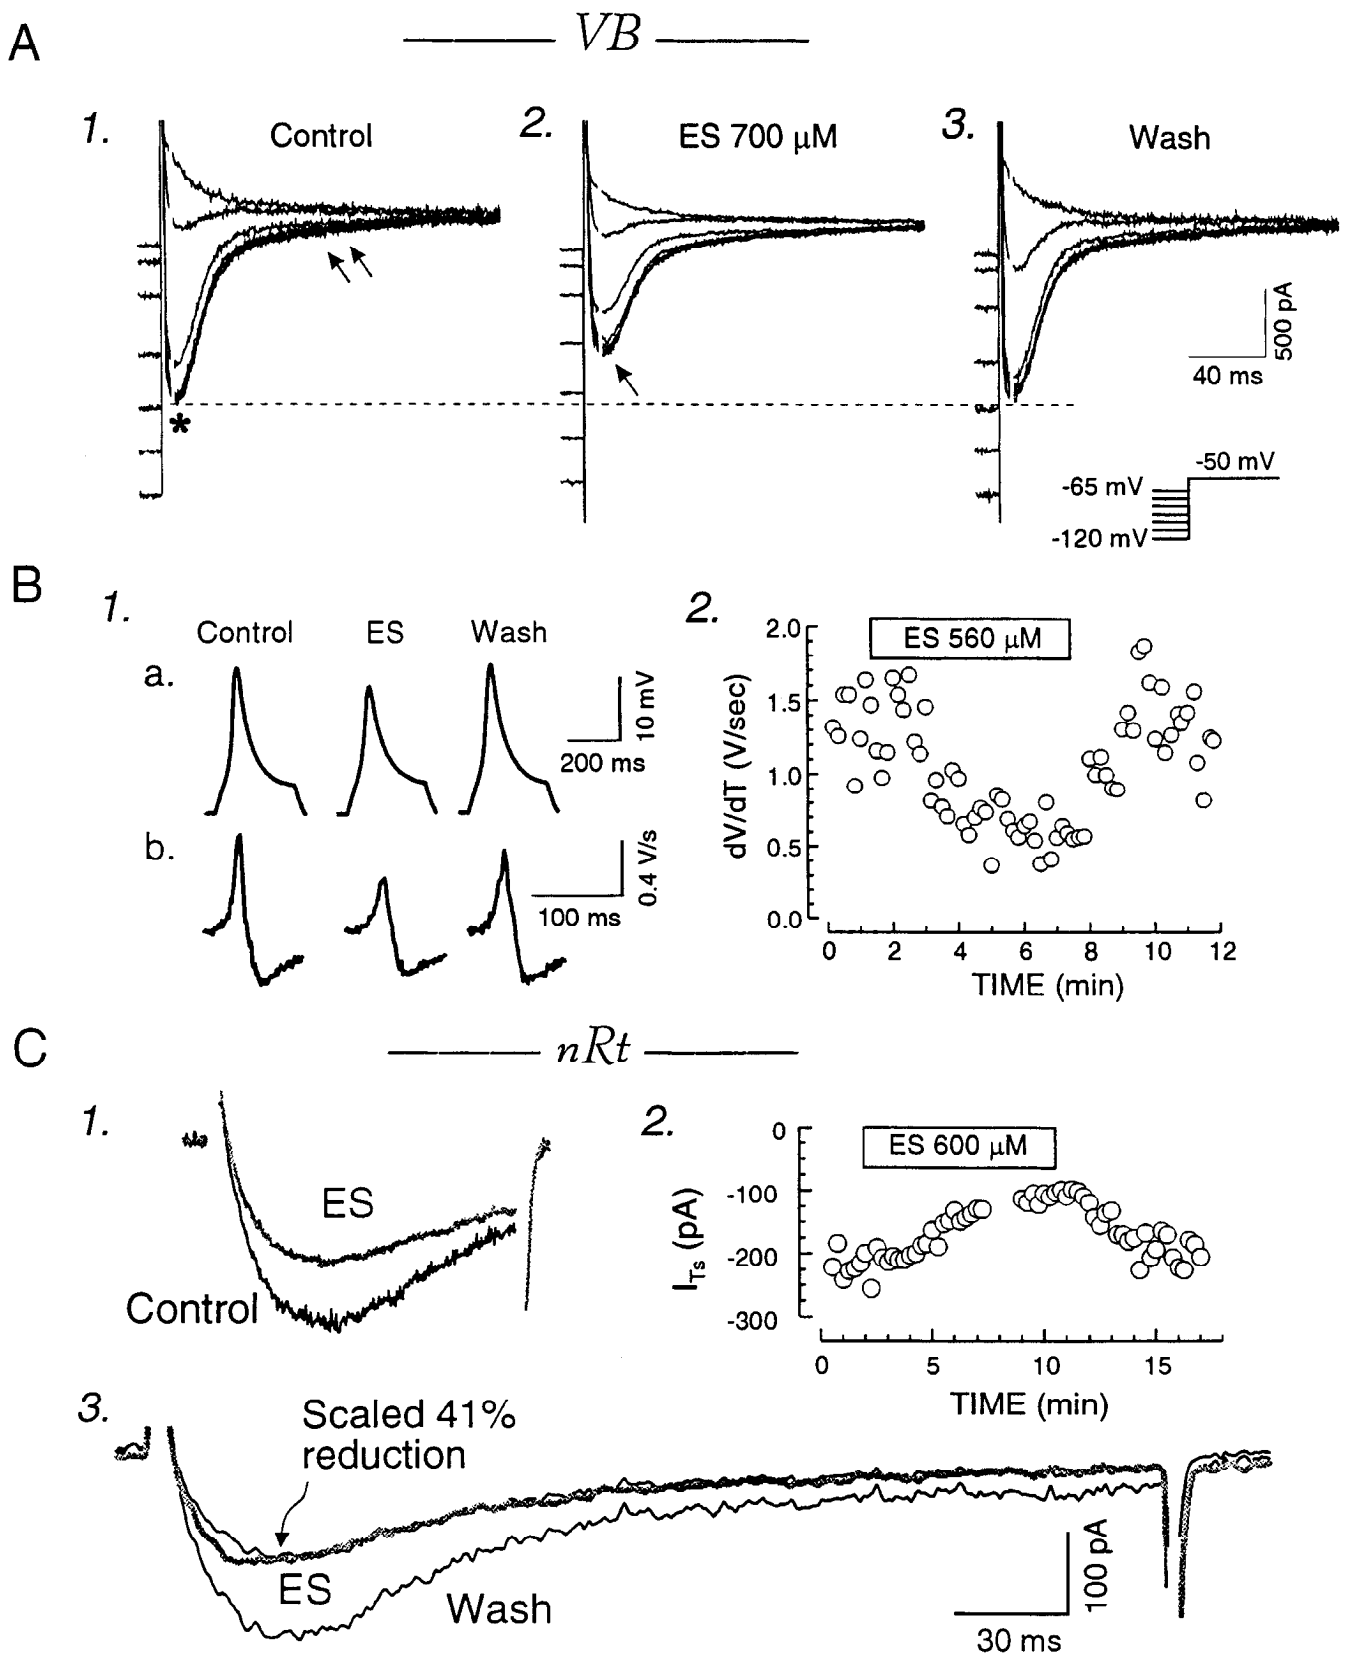 A
VB
1.
Control
2.
ES 700 μM
3.
Wash
*
500 pA
40 ms
-50 mV
-65 mV
-120 mV
B
1.
Control
ES
Wash
a.
10 mV
200 ms
b.
0.4 V/s
100 ms
2.
ES 560 μM
2.0
1.5
1.0
0.5
0.0
dV/dT (V/sec)
0 2 4 6 8 10 12
TIME (min)
C
nRt
1.
ES
Control
2.
ES 600 μM
0
-100
-200
-300
I_Ts (pA)
0 5 10 15
TIME (min)
3.
Scaled 41%
reduction
ES
Wash
100 pA
30 ms